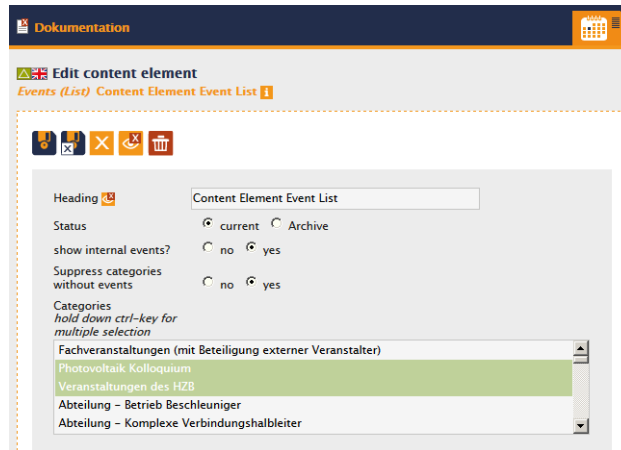 Dokumentation
Edit content element
Events (List) Content Element Event List i
Heading Content Element Event List
Status current Archive
show internal events? no yes
Suppress categories
without events no yes
Categories
hold down ctrl-key for
multiple selection
Fachveranstaltungen (mit Beteiligung externer Veranstalter)
Photovoltaik Kolloquium
Veranstaltungen des HZB
Abteilung - Betrieb Beschleuniger
Abteilung - Komplexe Verbindungshalbleiter